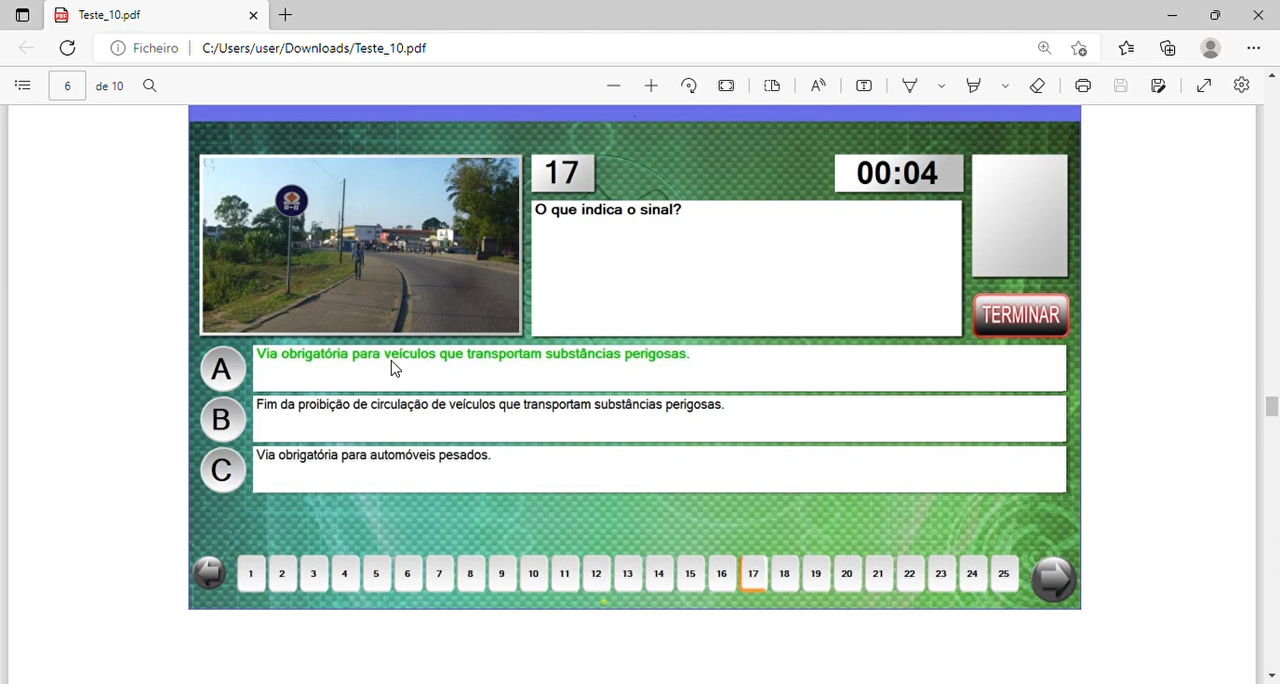 Teste_10.pdf
Ficheiro
C:/Users/user/Downloads/Teste_10.pdf
6 de 10
17
00:04
O que indica o sinal?
TERMINAR
A Via obrigatória para veículos que transportam substâncias perigosas.
B Fim da proibição de circulação de veículos que transportam substâncias perigosas.
C Via obrigatória para automóveis pesados.
1 2 3 4 5 6 7 8 9 10 11 12 13 14 15 16 17 18 19 20 21 22 23 24 25